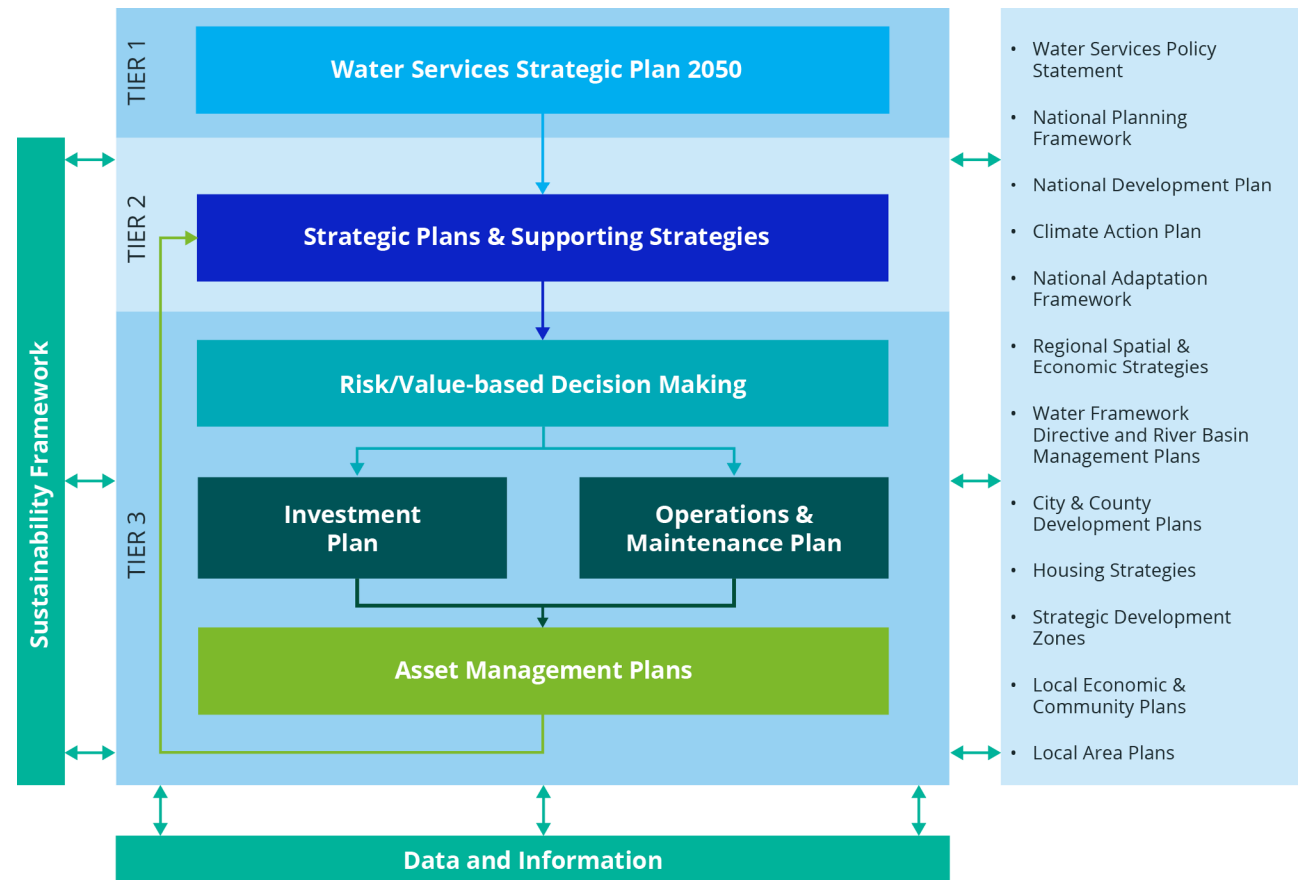 TIER 1
Water Services Strategic Plan 2050
TIER 2
Strategic Plans & Supporting Strategies
TIER 3
Risk/Value-based Decision Making
Investment
Plan
Operations &
Maintenance Plan
Asset Management Plans
Sustainability Framework
Data and Information
• Water Services Policy
Statement
• National Planning
Framework
• National Development Plan
• Climate Action Plan
• National Adaptation
Framework
• Regional Spatial &
Economic Strategies
• Water Framework
Directive and River Basin
Management Plans
• City & County
Development Plans
• Housing Strategies
• Strategic Development
Zones
• Local Economic &
Community Plans
• Local Area Plans